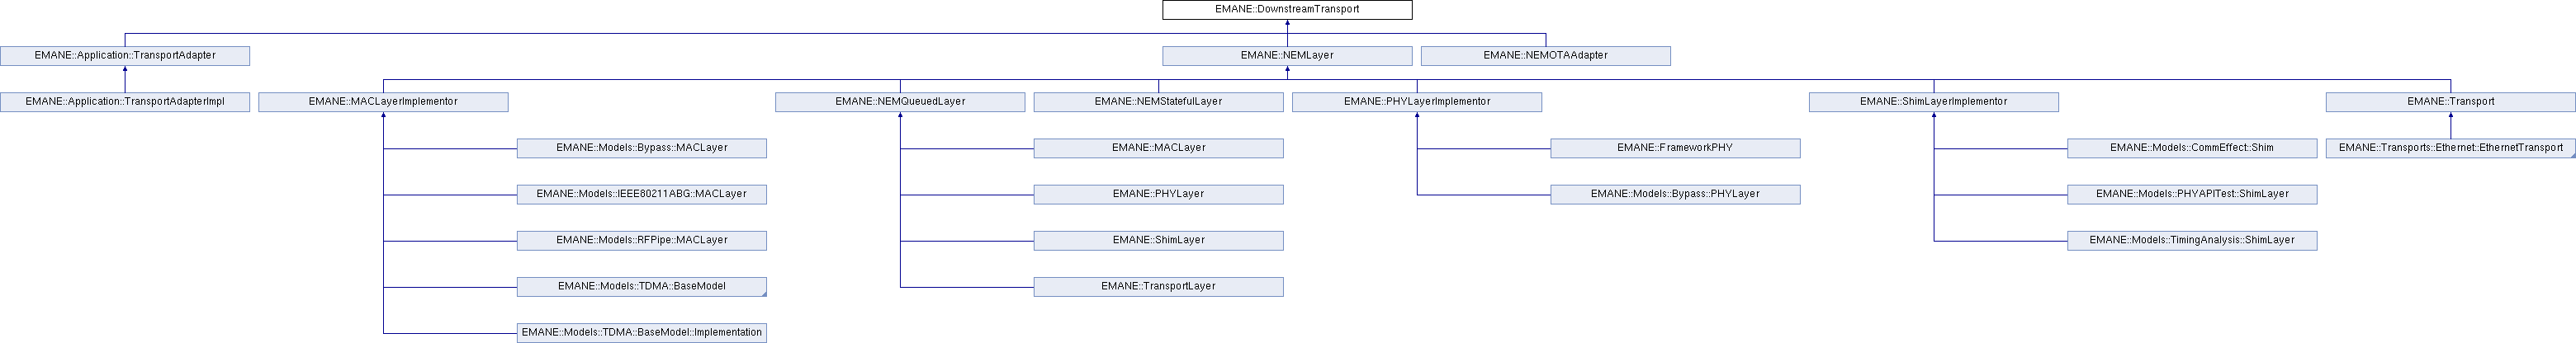 EMANE::DownstreamTransport
EMANE::Application::TransportAdapter
EMANE::NEMLayer
EMANE::NEMOTAAdapter
EMANE::Application::TransportAdapterImpl
EMANE::MACLayerImplementor
EMANE::NEMQueuedLayer
EMANE::NEMStatefulLayer
EMANE::PHYLayerImplementor
EMANE::ShimLayerImplementor
EMANE::Transport
EMANE::Models::Bypass::MACLayer
EMANE::MACLayer
EMANE::FrameworkPHY
EMANE::Models::CommEffect::Shim
EMANE::Transports::Ethernet::EthernetTransport
EMANE::Models::IEEE80211ABG::MACLayer
EMANE::PHYLayer
EMANE::Models::Bypass::PHYLayer
EMANE::Models::PHYAPITest::ShimLayer
EMANE::Models::RFPipe::MACLayer
EMANE::ShimLayer
EMANE::Models::TimingAnalysis::ShimLayer
EMANE::Models::TDMA::BaseModel
EMANE::TransportLayer
EMANE::Models::TDMA::BaseModel::Implementation